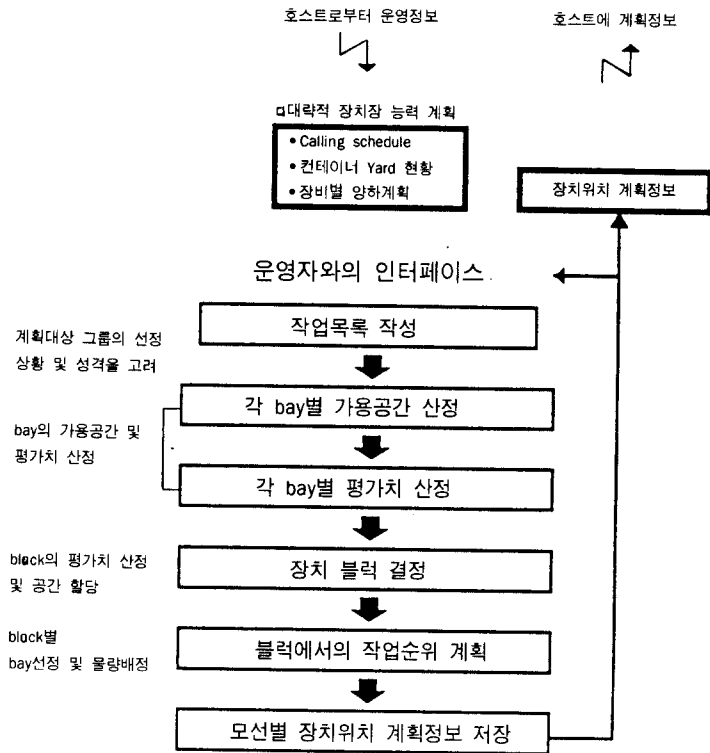 호스트로부터 운영정보
호스트에 계획정보
대략적 장치장 능력 계획
• Calling schedule
• 컨테이너 Yard 현황
• 장비별 양하계획
장치위치 계획정보
운영자와의 인터페이스
작업목록 작성
계획대상 그룹의 선정
상황 및 성격을 고려
각 bay별 가용공간 산정
bay의 가용공간 및
평가치 산정
각 bay별 평가치 산정
block의 평가치 산정
및 공간 할당
장치 블럭 결정
block별
bay선정 및 물량배정
블럭에서의 작업순위 계획
모선별 장치위치 계획정보 저장